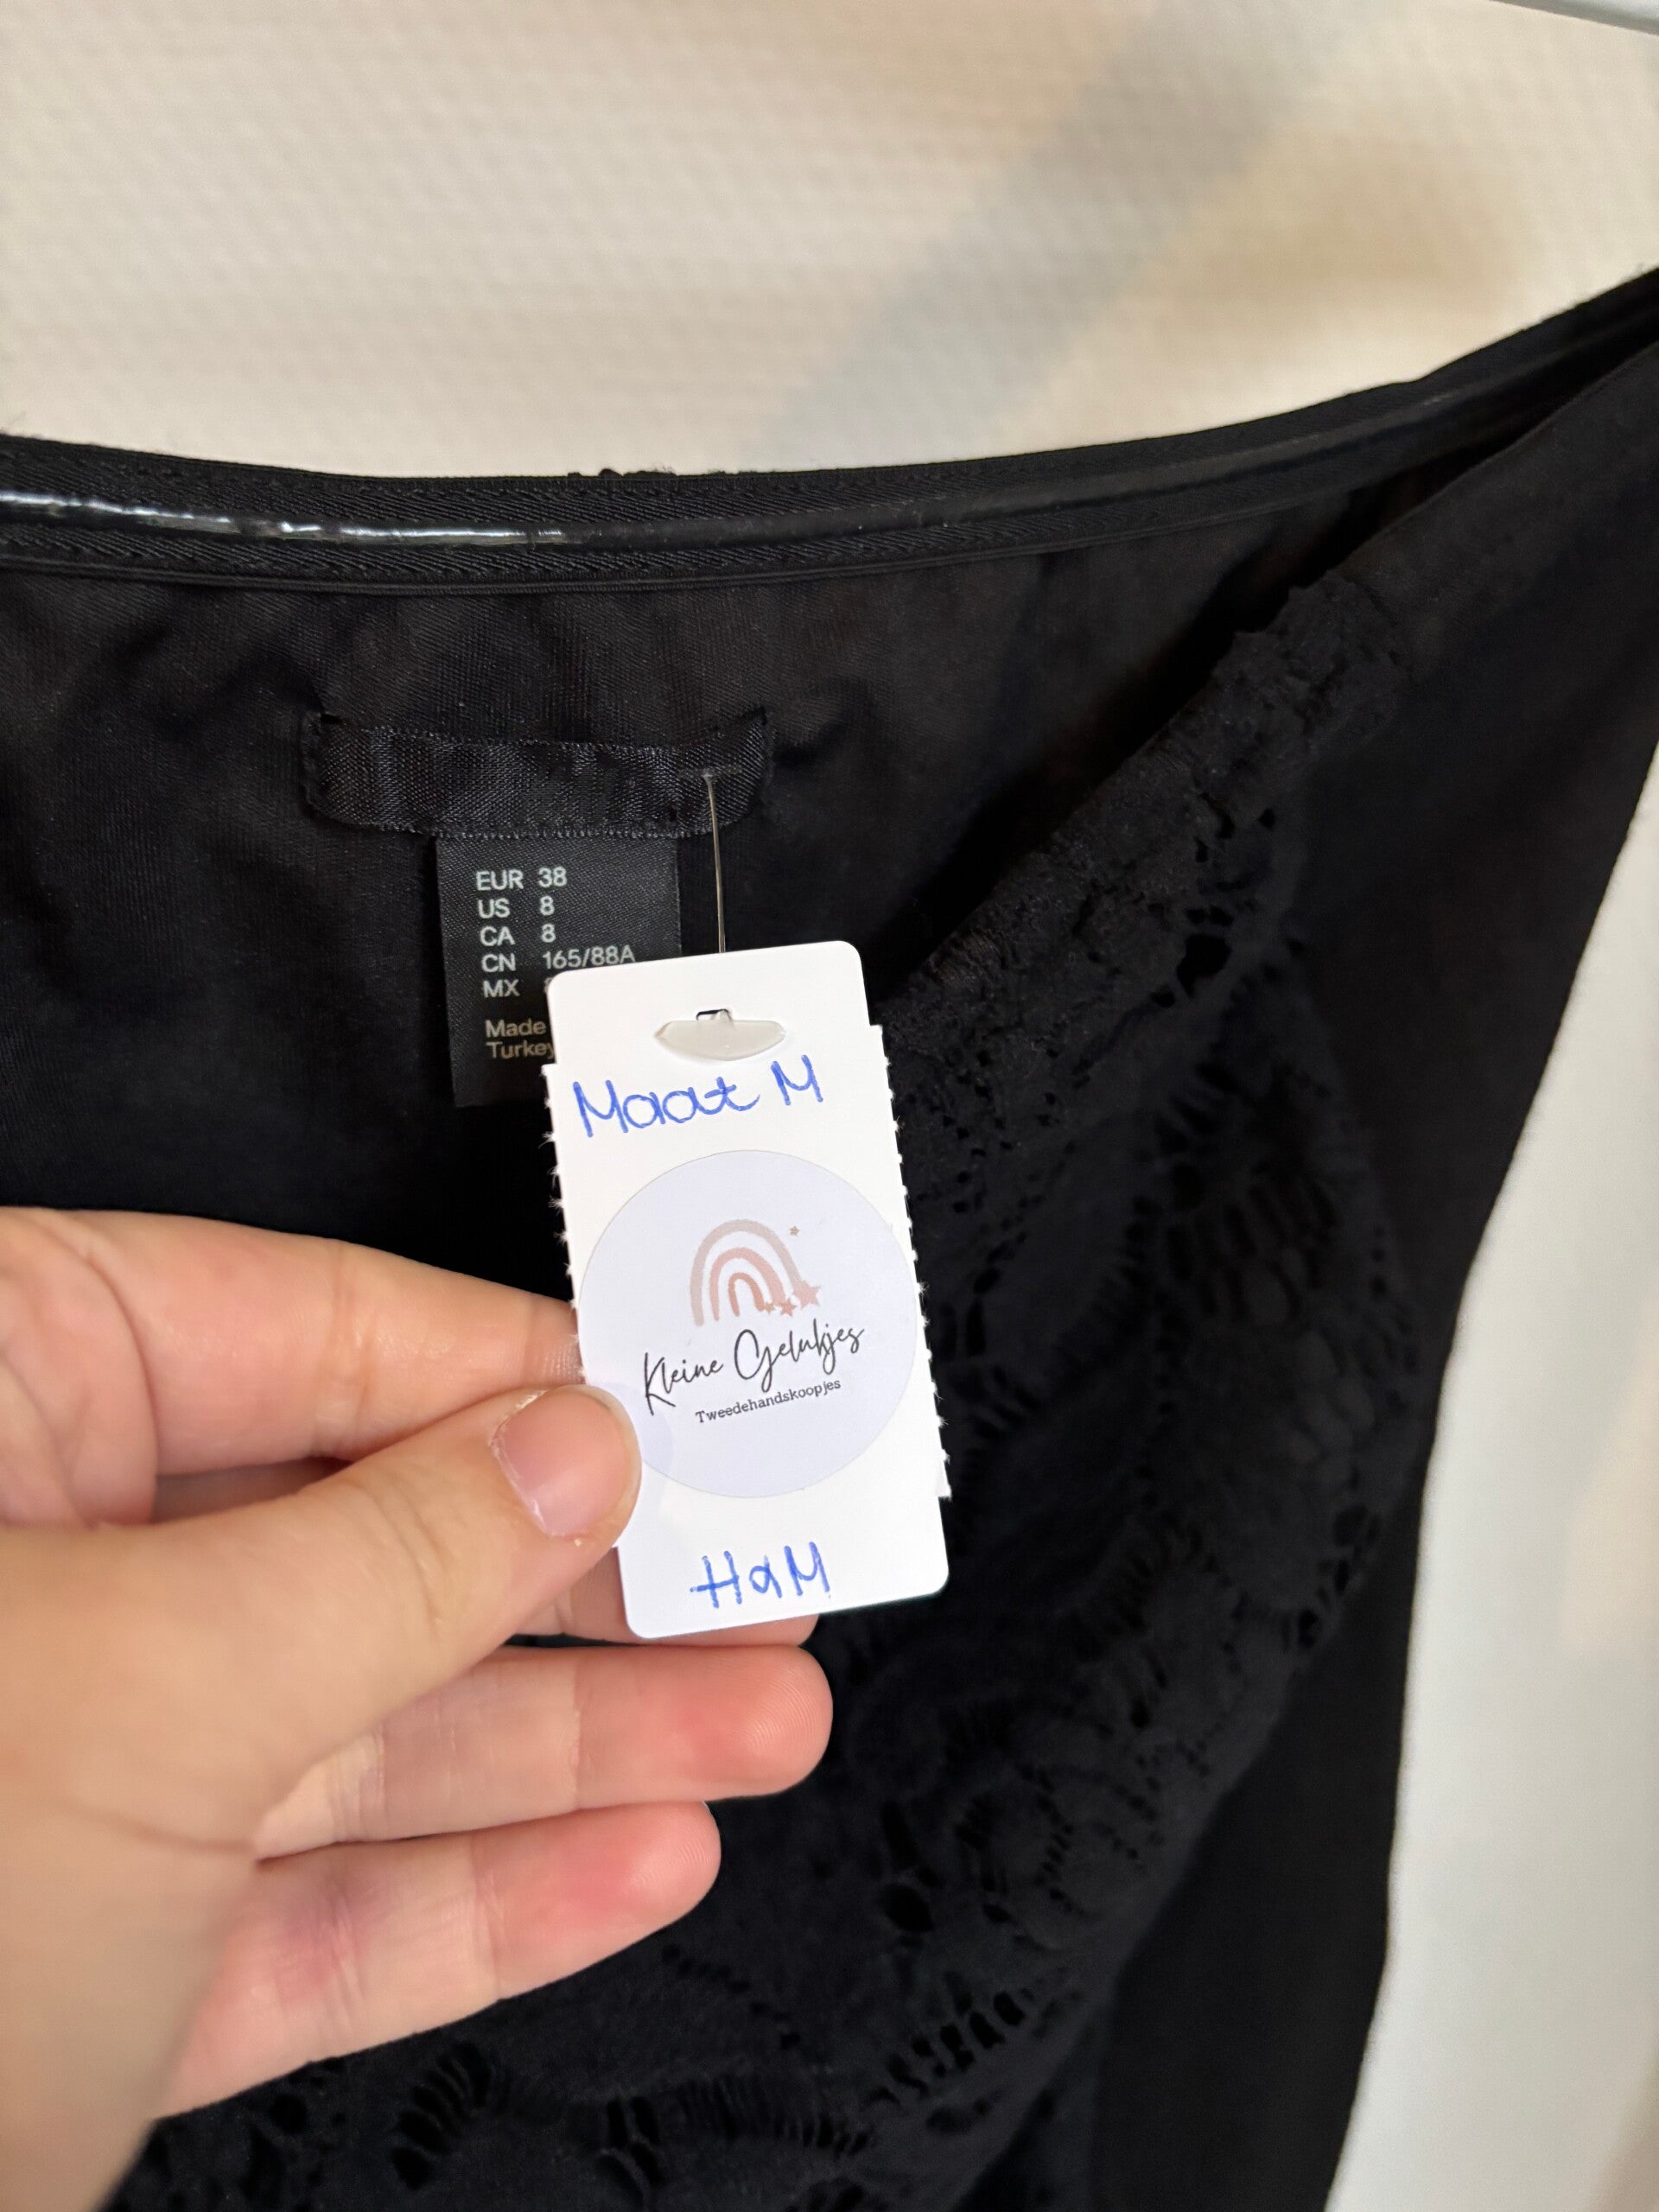 EUR 38
US 8
CA 8
CN 165/88A
MX
Made
Turkey
Maat M
Kleine Gelukjes
Tweedehandskoopjes
H&M